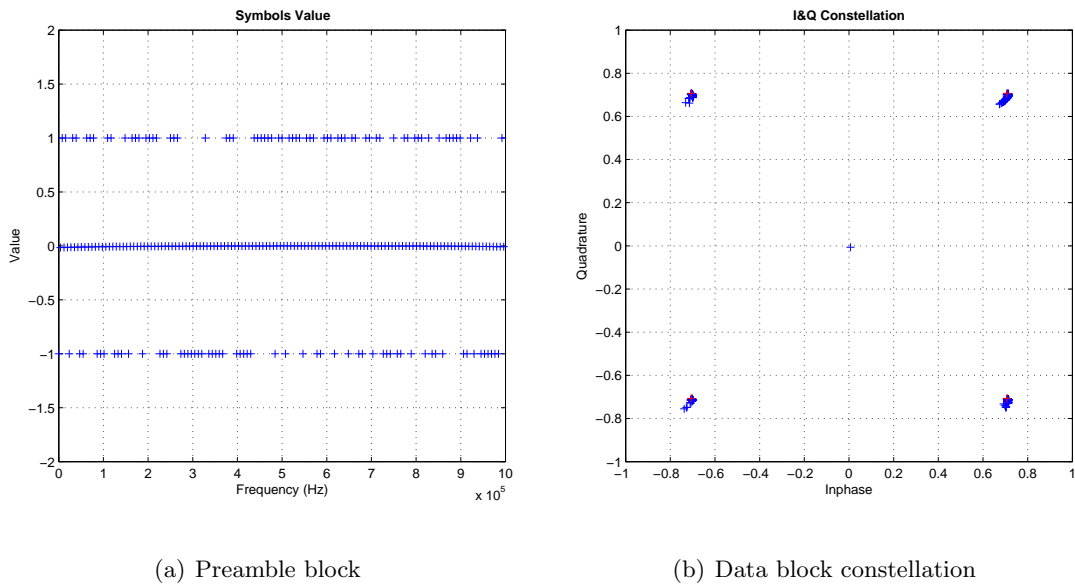 Symbols Value
2
1.5
1
0.5
0
−0.5
−1
−1.5
−2
Value
0 1 2 3 4 5 6 7 8 9 10
Frequency (Hz)
x 10^5
(a) Preamble block
I&Q Constellation
1
0.8
0.6
0.4
0.2
0
−0.2
−0.4
−0.6
−0.8
−1
Quadrature
−1 −0.8 −0.6 −0.4 −0.2 0 0.2 0.4 0.6 0.8 1
Inphase
(b) Data block constellation